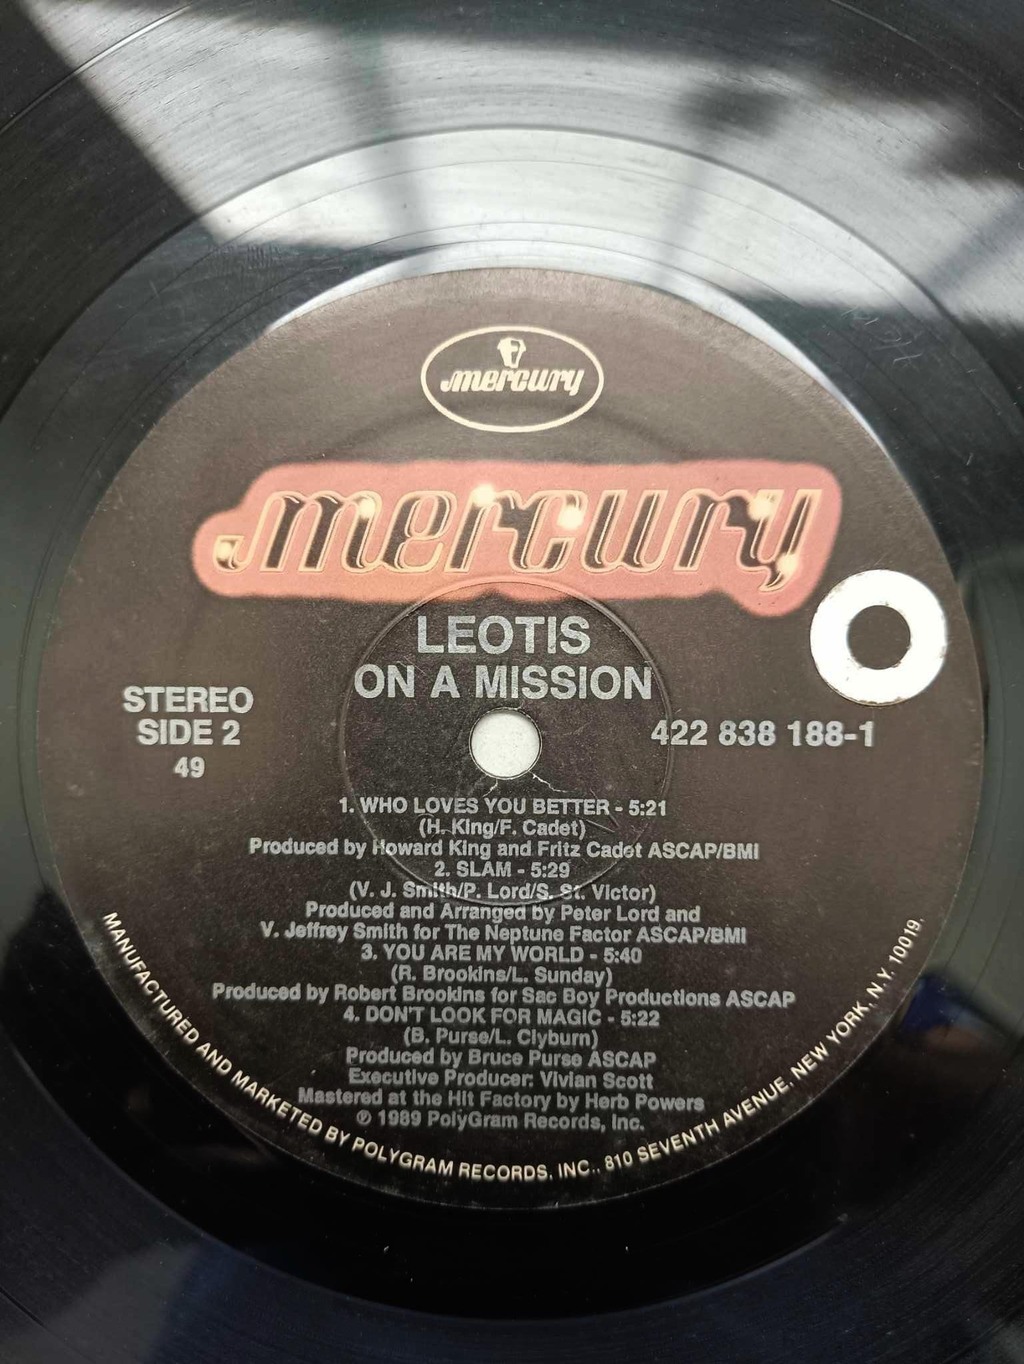 mercury
mercury
LEOTIS
ON A MISSION
STEREO
SIDE 2
49
422 838 188-1
1. WHO LOVES YOU BETTER - 5:21
(H. King/F. Cadet)
Produced by Howard King and Fritz Cadet ASCAP/BMI
2. SLAM - 5:29
(V. J. Smith/P. Lord/S. St. Victor)
Produced and Arranged by Peter Lord and
V. Jeffrey Smith for The Neptune Factor ASCAP/BMI
3. YOU ARE MY WORLD - 5:40
(R. Brookins/L. Sunday)
Produced by Robert Brookins for Sac Boy Productions ASCAP
4. DON'T LOOK FOR MAGIC - 5:22
(B. Purse/L. Clyburn)
Produced by Bruce Purse ASCAP
Executive Producer: Vivian Scott
Mastered at the Hit Factory by Herb Powers
℗ 1989 PolyGram Records, Inc.
MANUFACTURED AND MARKETED BY POLYGRAM RECORDS, INC., 810 SEVENTH AVENUE, NEW YORK, N.Y. 10019.